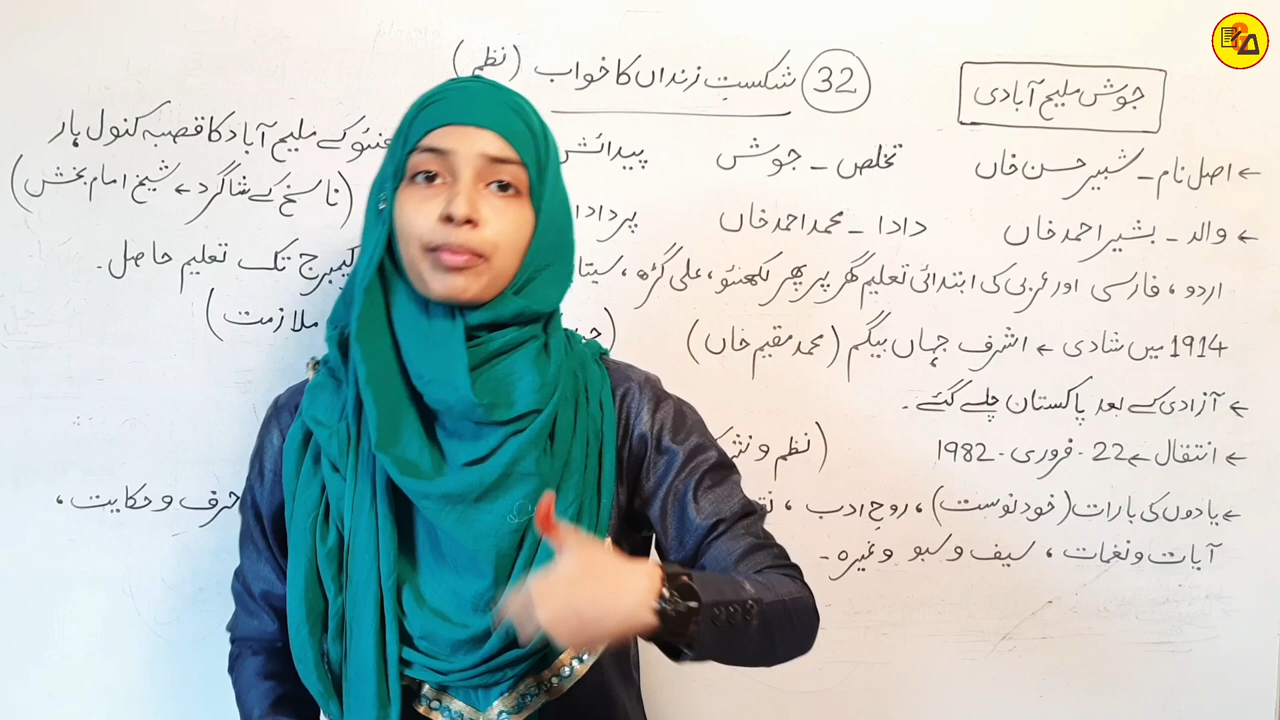 جوش ملیح آبادی
32 شکستِ زنداں کا خواب (نظم)
← اصل نام ـ شبیر حسن خاں تخلص ـ جوش پیدائش کے ملیح آباد کا قصبہ کنول ہار
← والد ـ بشیر احمد خاں دادا ـ محمد احمد خاں پردادا (ناسخ کے شاگرد ← شیخ امام بخش)
اردو ، فارسی اور عربی کی ابتدائی تعلیم گھر پر پھر لکھنئو ، علی گڑھ ، سیتا کیمبرج تک تعلیم حاصل ـ
1914 میں شادی ← اشرف جہاں بیگم (محمد مقیم خاں) ملازمت)
← آزادی کے بعد پاکستان چلے گئے ـ
← انتقال ← 22 ـ فروری ـ 1982 (نظم و نثر
← یادوں کی بارات (خود نوست) ، روحِ ادب ، حرف و حکایت ،
آیات و نغمات ، سیف و سبو وغیرہ ـ